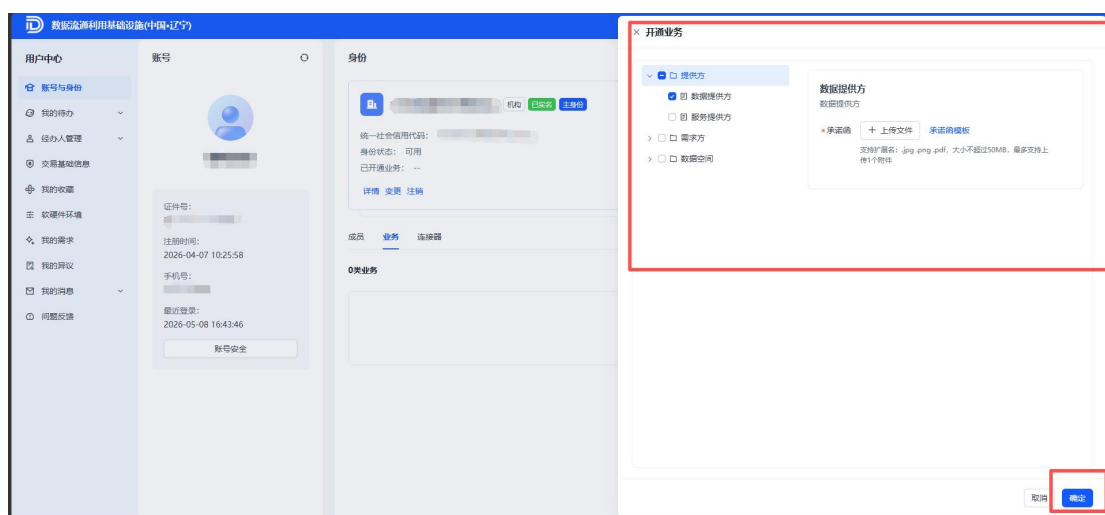 数据流通利用基础设施(中国•辽宁)
用户中心
账号与身份
我的待办
经办人管理
交易基础信息
我的收藏
软硬件环境
我的需求
我的异议
我的消息
问题反馈
账号
证件号:
注册时间:
2026-04-07 10:25:58
手机号:
最近登录:
2026-05-08 16:43:46
账号安全
身份
机构 已实名 主身份
统一社会信用代码:
身份状态: 可用
已开通业务: --
详情 变更 注销
成员 业务 连接器
0类业务
× 开通业务
提供方
数据提供方
服务提供方
需求方
数据空间
数据提供方
数据提供方
*承诺函 + 上传文件 承诺函模板
支持扩展名: .jpg .png .pdf, 大小不超过50MB, 最多支持上
传1个附件
取消 确定